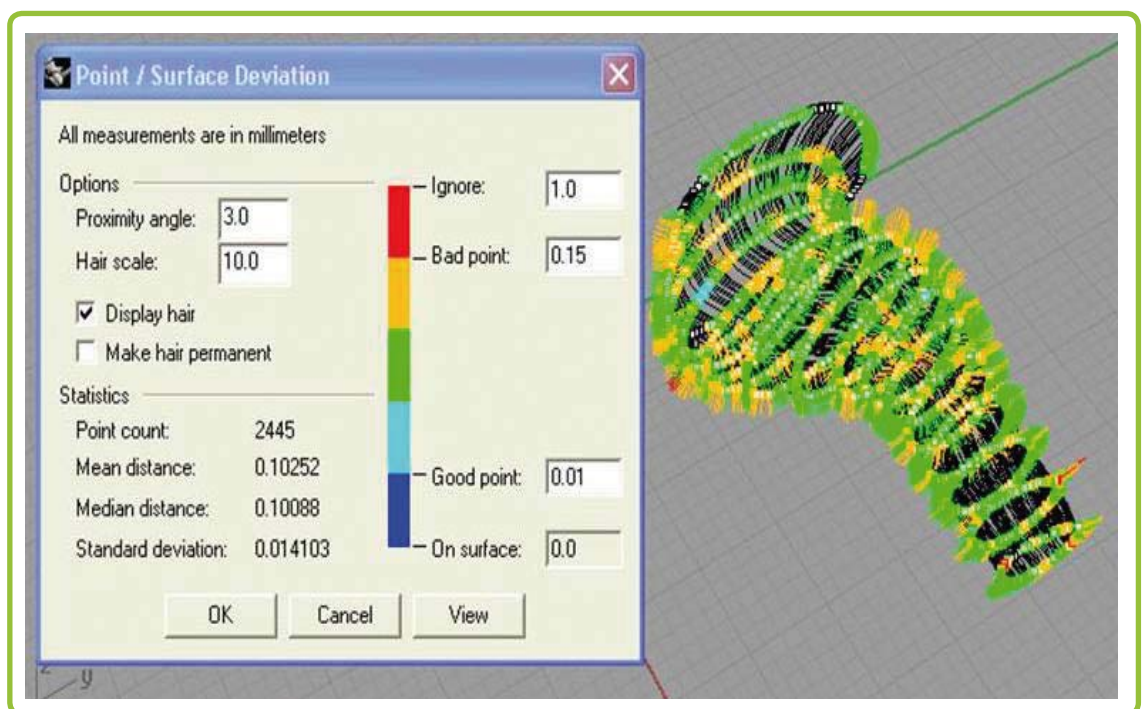 Point / Surface Deviation
All measurements are in millimeters
Options
Proximity angle: 3.0
Hair scale: 10.0
Display hair
Make hair permanent
Statistics
Point count: 2445
Mean distance: 0.10252
Median distance: 0.10088
Standard deviation: 0.014103
Ignore: 1.0
Bad point: 0.15
Good point: 0.01
On surface: 0.0
OK Cancel View
z
y